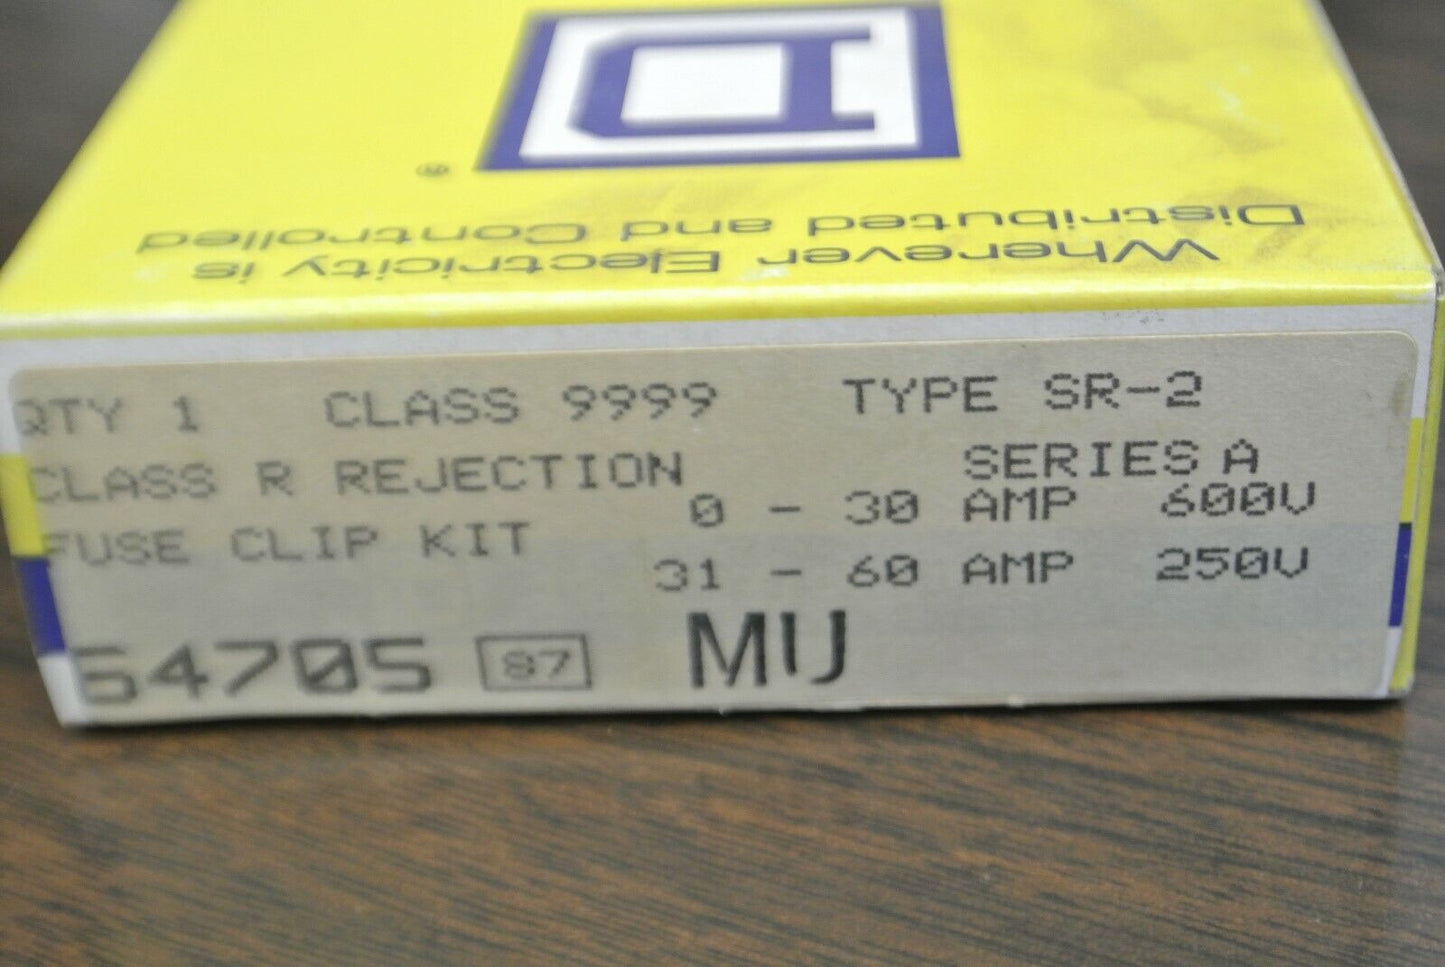 D
®
Wherever Electricity is
Distributed and Controlled
QTY 1 CLASS 9999 TYPE SR-2
CLASS R REJECTION SERIES A
0 - 30 AMP 600V
FUSE CLIP KIT
31 - 60 AMP 250V
54705 87 MU